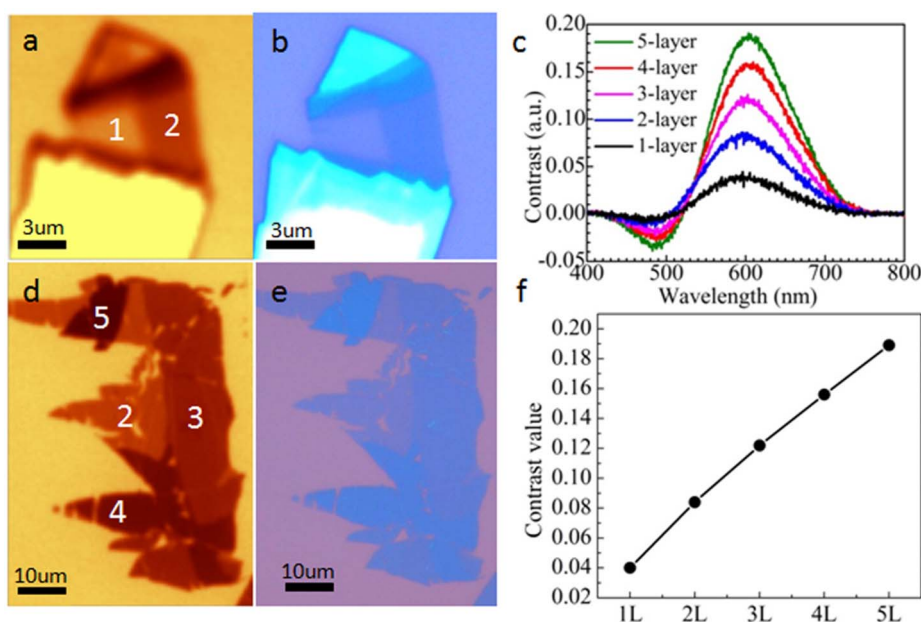 a
1
2
3um
b
3um
c
Contrast (a.u.)
0.20
0.15
0.10
0.05
0.00
-0.05
5-layer
4-layer
3-layer
2-layer
1-layer
400 500 600 700 800
Wavelength (nm)
d
5
2
3
4
10um
e
10um
f
Contrast value
0.20
0.18
0.16
0.14
0.12
0.10
0.08
0.06
0.04
0.02
1L 2L 3L 4L 5L